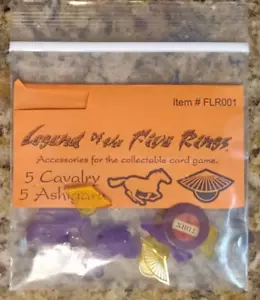 Item # FLR001
Legend of the Five Rings
Accessories for the collectable card game.
5 Cavalry
5 Ashigaru